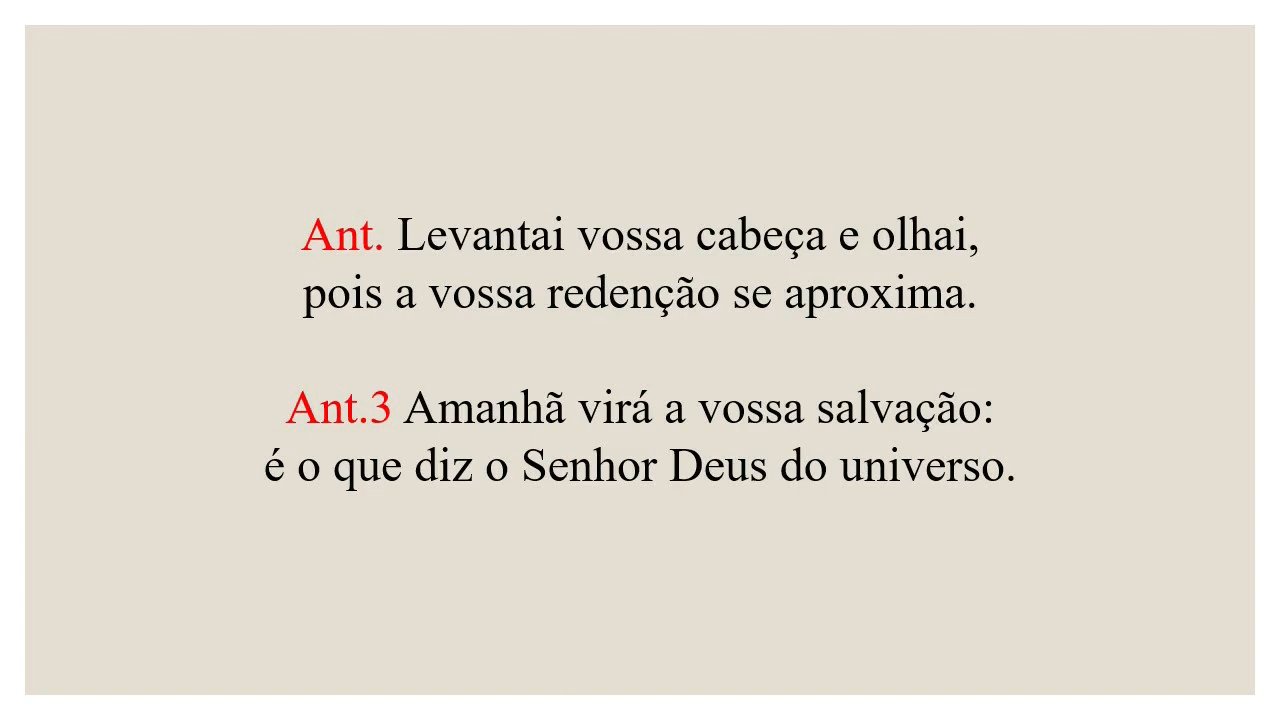 Ant. Levantai vossa cabeça e olhai,
pois a vossa redenção se aproxima.
Ant.3 Amanhã virá a vossa salvação:
é o que diz o Senhor Deus do universo.